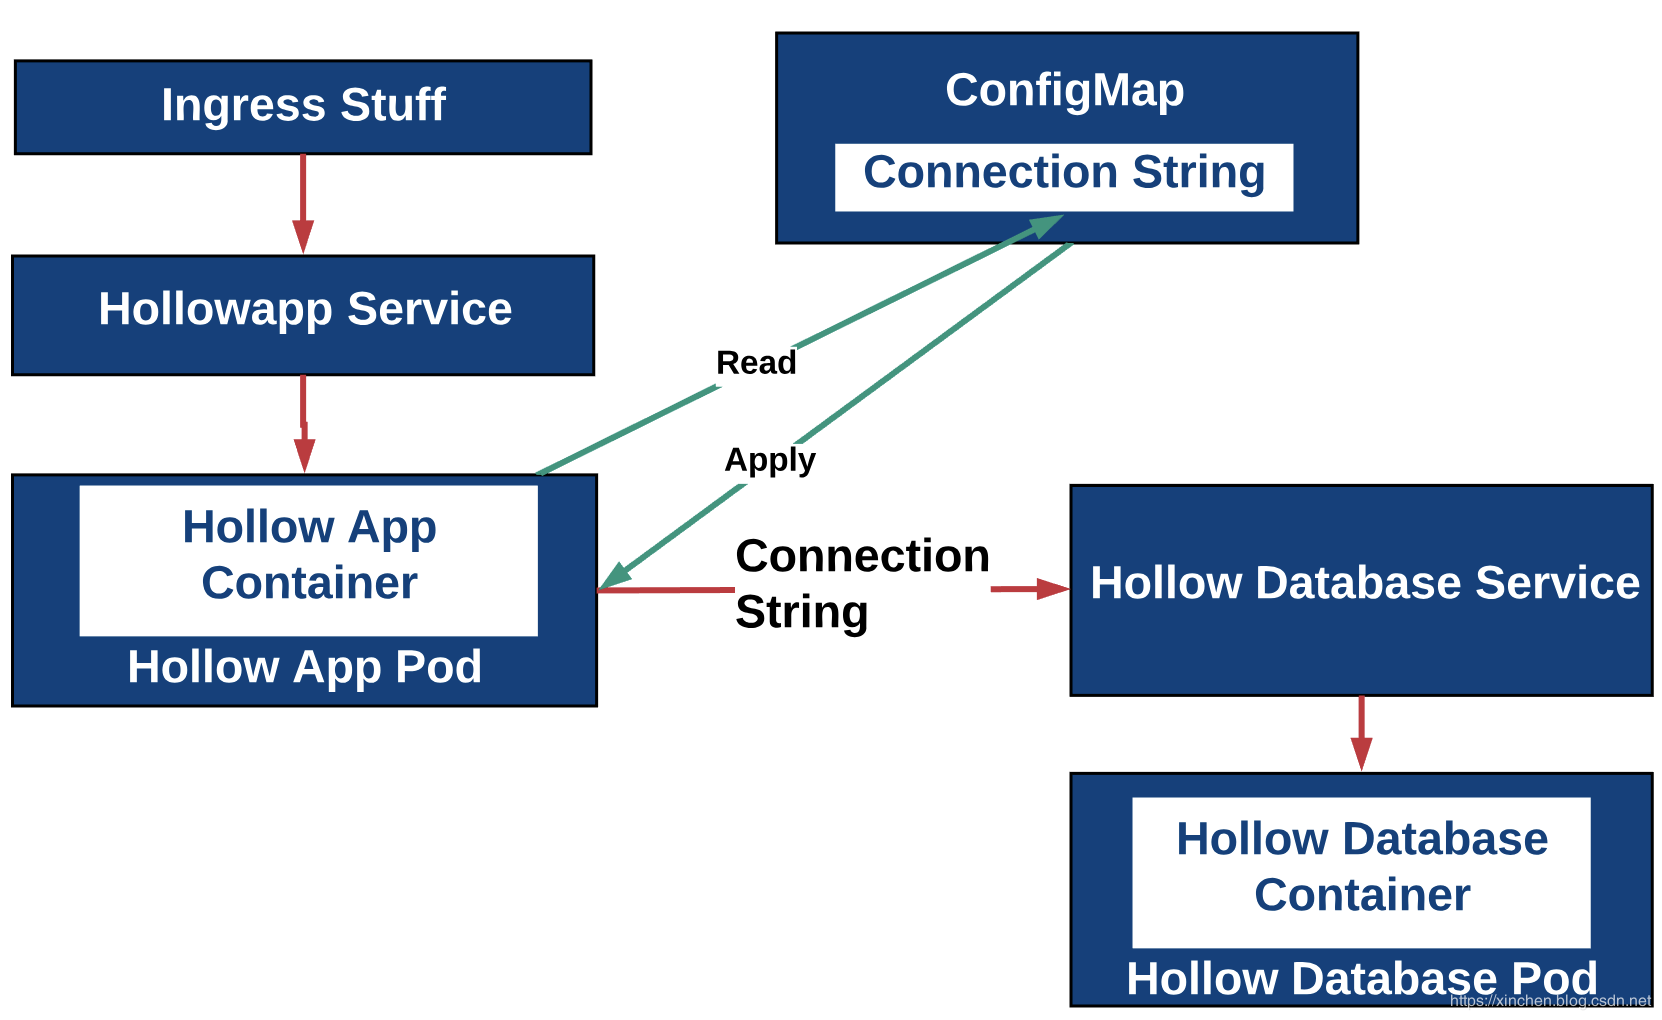 Ingress Stuff
ConfigMap
Connection String
Hollowapp Service
Read
Apply
Hollow App
Container
Hollow App Pod
Connection
String
Hollow Database Service
Hollow Database
Container
Hollow Database Pod
https://xinchen.blog.csdn.net